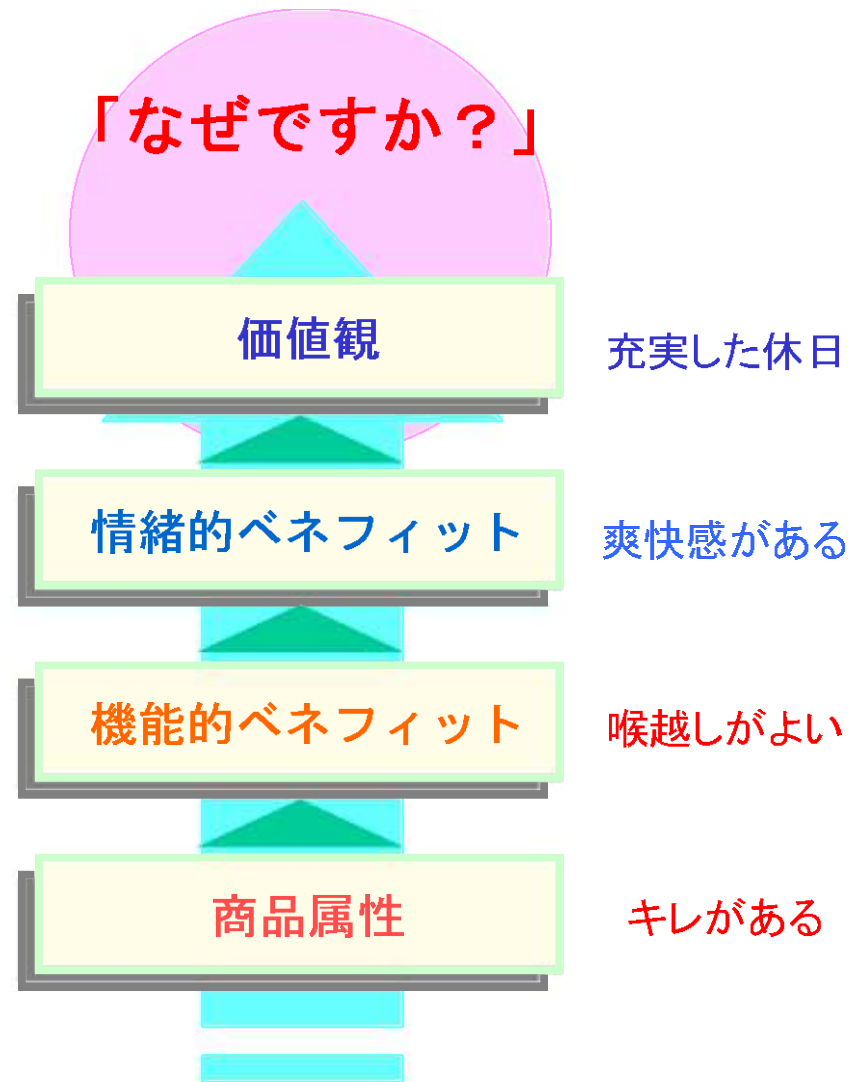 「なぜですか？」
価値観
充実した休日
情緒的ベネフィット
爽快感がある
機能的ベネフィット
喉越しがよい
商品属性
キレがある